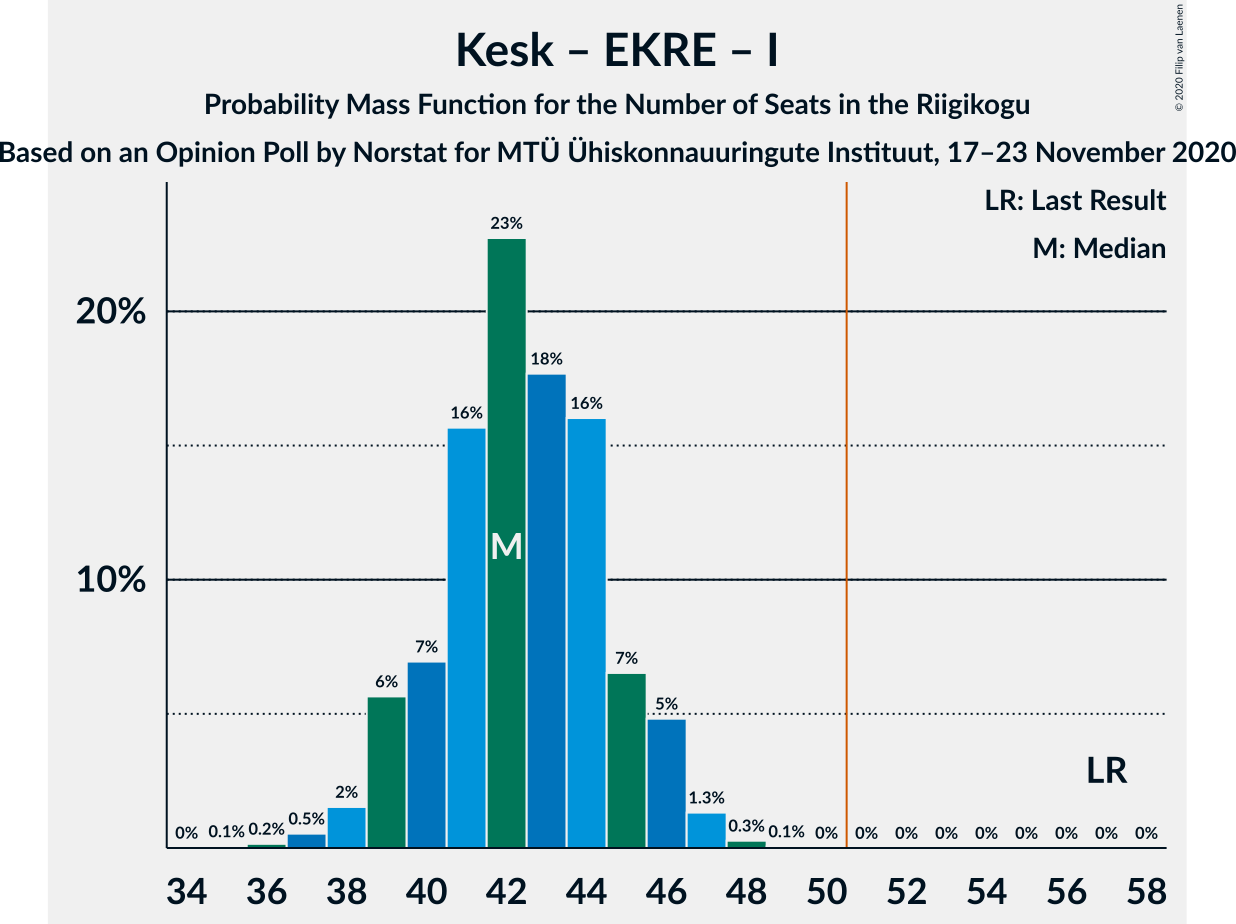 Kesk – EKRE – I
Probability Mass Function for the Number of Seats in the Riigikogu
Based on an Opinion Poll by Norstat for MTÜ Ühiskonnauuringute Instituut, 17–23 November 2020
© 2020 Filip van Laenen
LR: Last Result
M: Median
20%
10%
0% 0.1% 0.2% 0.5% 2% 6% 7% 16% 23% 18% 16% 7% 5% 1.3% 0.3% 0.1% 0% 0% 0% 0% 0% 0% 0% 0% 0%
M
LR
34 36 38 40 42 44 46 48 50 52 54 56 58